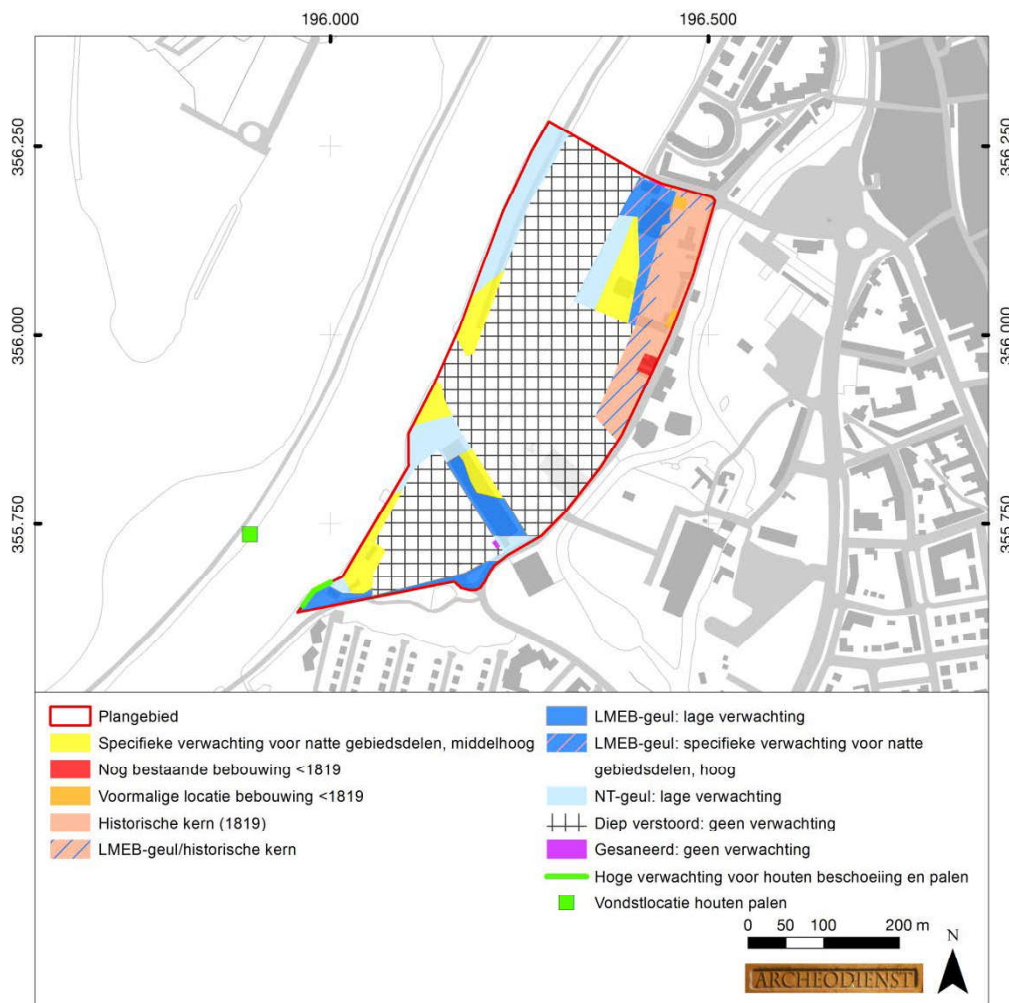 196.000
196.500
356.250
356.250
356.000
356.000
355.750
355.750
Plangebied
Specifieke verwachting voor natte gebiedsdelen, middelhoog
Nog bestaande bebouwing <1819
Voormalige locatie bebouwing <1819
Historische kern (1819)
LMEB-geul/historische kern
LMEB-geul: lage verwachting
LMEB-geul: specifieke verwachting voor natte
gebiedsdelen, hoog
NT-geul: lage verwachting
Diep verstoord: geen verwachting
Gesaneerd: geen verwachting
Hoge verwachting voor houten beschoeiing en palen
Vondstlocatie houten palen
0 50 100 200 m
N
ARCHEODIENST